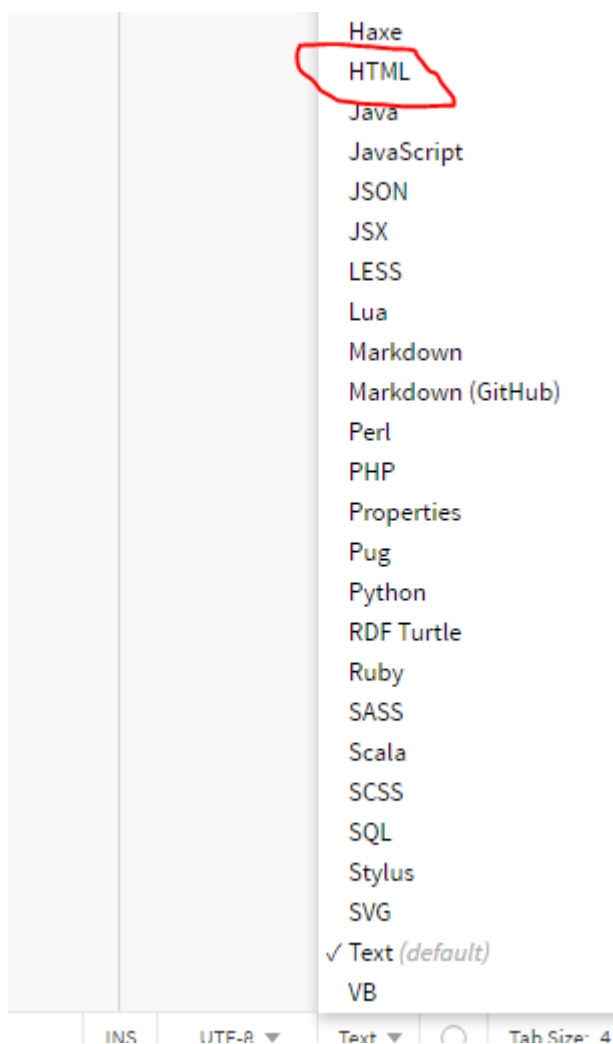 Haxe
HTML
Java
JavaScript
JSON
JSX
LESS
Lua
Markdown
Markdown (GitHub)
Perl
PHP
Properties
Pug
Python
RDF Turtle
Ruby
SASS
Scala
SCSS
SQL
Stylus
SVG
✓ Text (default)
VB
INS UTF-8 Text Tab Size: 4